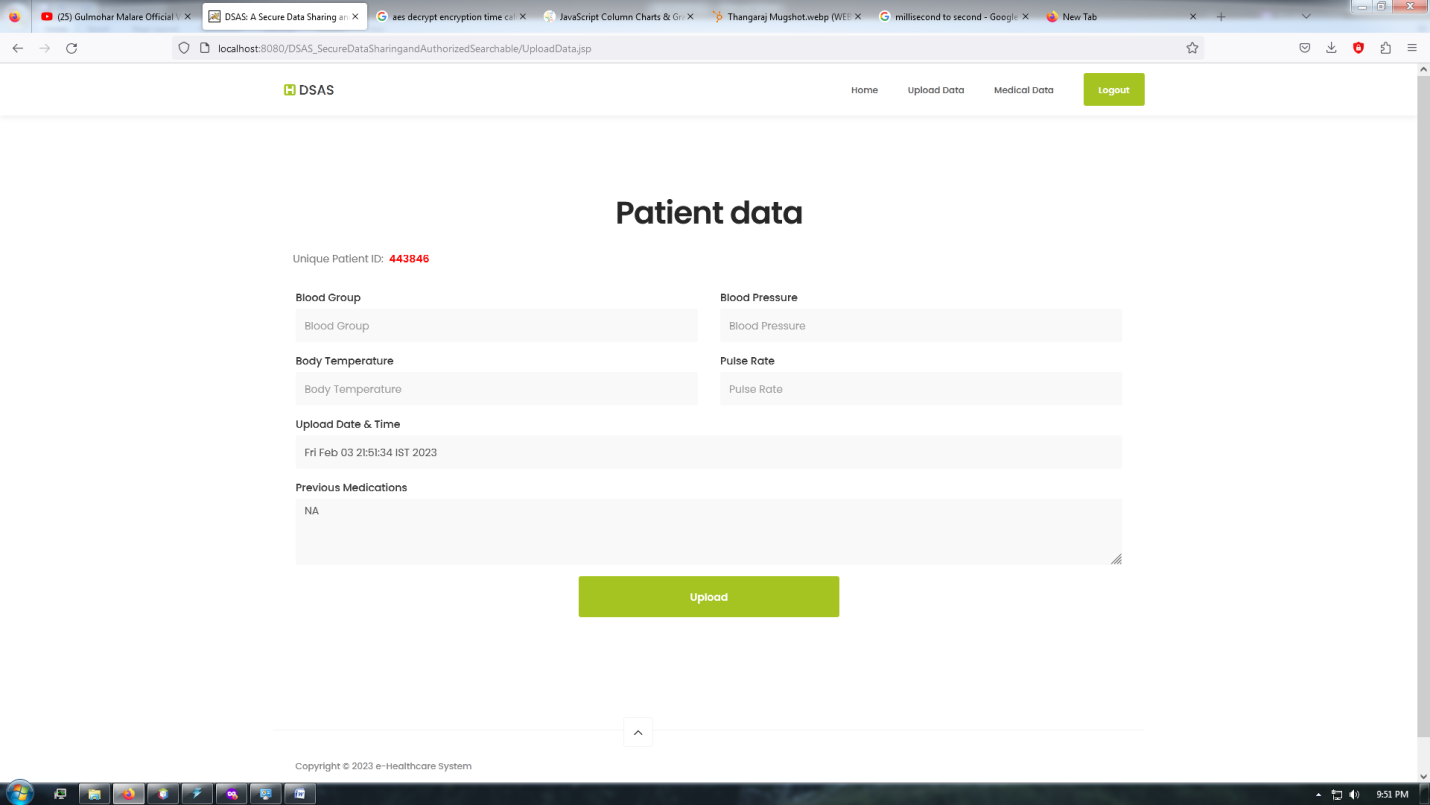 (25) Gulmohar Malare Official V
DSAS: A Secure Data Sharing an
aes decrypt encryption time cal
JavaScript Column Charts & Gra
Thangaraj Mugshot.webp (WEB
millisecond to second - Google
New Tab
localhost:8080/DSAS_SecureDataSharingandAuthorizedSearchable/UploadData.jsp
H DSAS
Home
Upload Data
Medical Data
Logout
Patient data
Unique Patient ID: 443846
Blood Group
Blood Pressure
Blood Group
Blood Pressure
Body Temperature
Pulse Rate
Body Temperature
Pulse Rate
Upload Date & Time
Fri Feb 03 21:51:34 IST 2023
Previous Medications
NA
Upload
Copyright © 2023 e-Healthcare System
9:51 PM